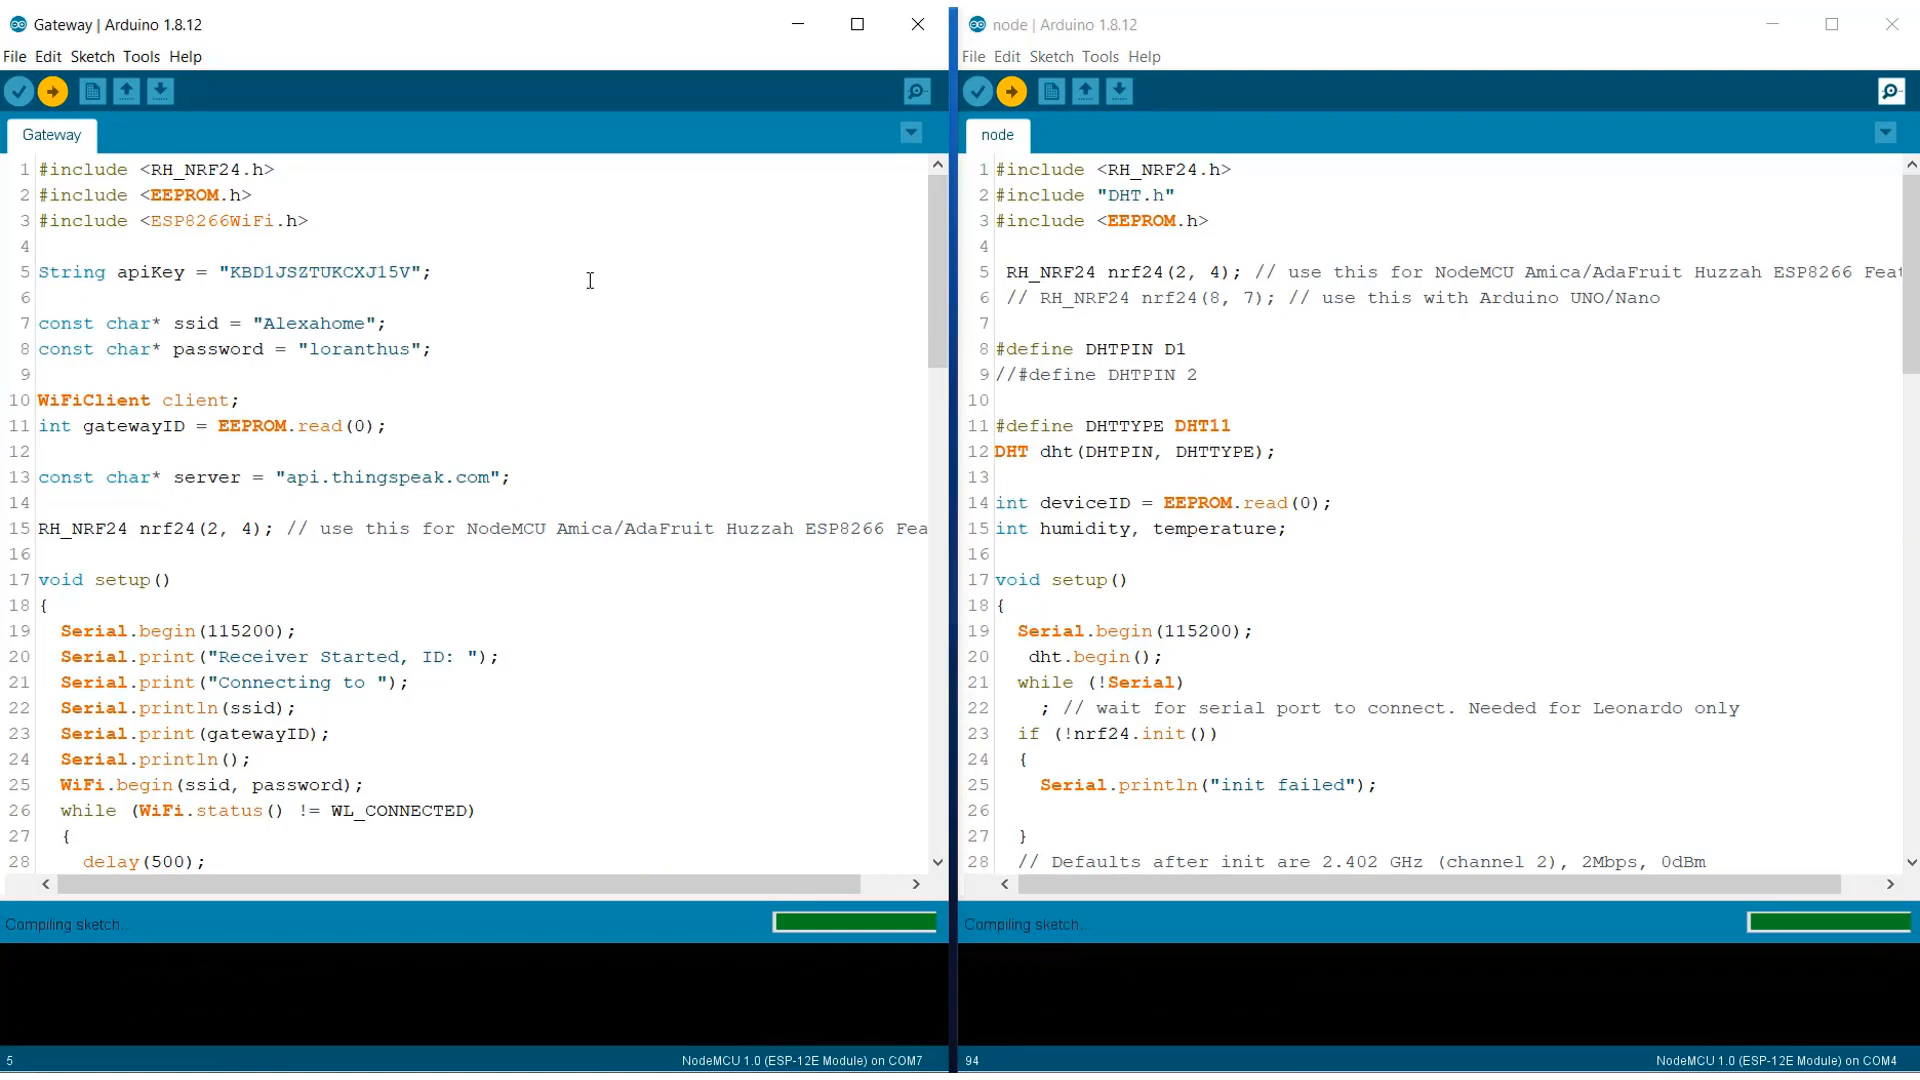 Gateway | Arduino 1.8.12
File Edit Sketch Tools Help
Gateway
1 #include <RH_NRF24.h>
2 #include <EEPROM.h>
3 #include <ESP8266WiFi.h>
4
5 String apiKey = "KBD1JSZTUKCXJ15V";
6
7 const char* ssid = "Alexahome";
8 const char* password = "loranthus";
9
10 WiFiClient client;
11 int gatewayID = EEPROM.read(0);
12
13 const char* server = "api.thingspeak.com";
14
15 RH_NRF24 nrf24(2, 4); // use this for NodeMCU Amica/AdaFruit Huzzah ESP8266 Fea
16
17 void setup()
18 {
19 Serial.begin(115200);
20 Serial.print("Receiver Started, ID: ");
21 Serial.print("Connecting to ");
22 Serial.println(ssid);
23 Serial.print(gatewayID);
24 Serial.println();
25 WiFi.begin(ssid, password);
26 while (WiFi.status() != WL_CONNECTED)
27 {
28 delay(500);
Compiling sketch...
5
NodeMCU 1.0 (ESP-12E Module) on COM7
node | Arduino 1.8.12
File Edit Sketch Tools Help
node
1 #include <RH_NRF24.h>
2 #include "DHT.h"
3 #include <EEPROM.h>
4
5 RH_NRF24 nrf24(2, 4); // use this for NodeMCU Amica/AdaFruit Huzzah ESP8266 Feat
6 // RH_NRF24 nrf24(8, 7); // use this with Arduino UNO/Nano
7
8 #define DHTPIN D1
9 //#define DHTPIN 2
10
11 #define DHTTYPE DHT11
12 DHT dht(DHTPIN, DHTTYPE);
13
14 int deviceID = EEPROM.read(0);
15 int humidity, temperature;
16
17 void setup()
18 {
19 Serial.begin(115200);
20 dht.begin();
21 while (!Serial)
22 ; // wait for serial port to connect. Needed for Leonardo only
23 if (!nrf24.init())
24 {
25 Serial.println("init failed");
26
27 }
28 // Defaults after init are 2.402 GHz (channel 2), 2Mbps, 0dBm
Compiling sketch...
94
NodeMCU 1.0 (ESP-12E Module) on COM4